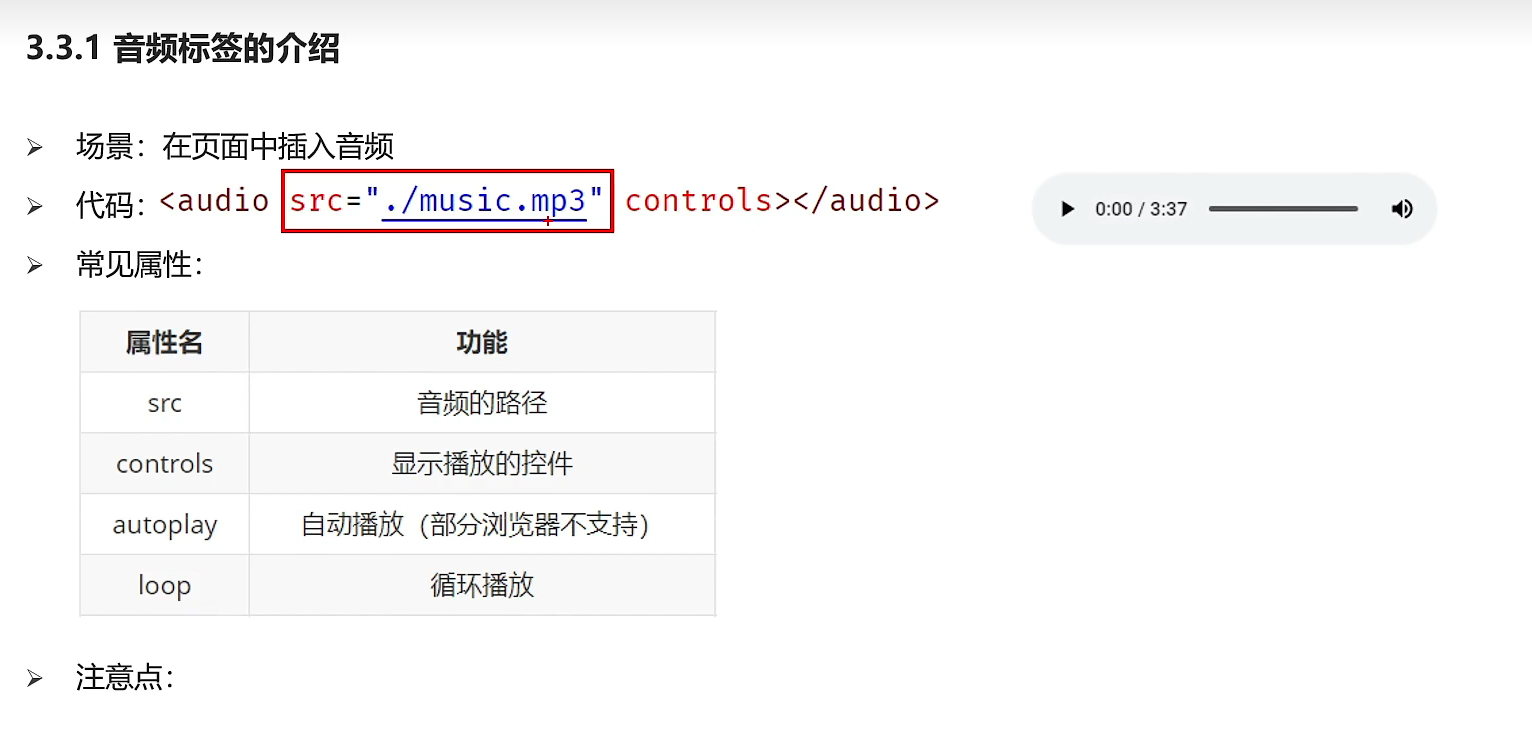 3.3.1 音频标签的介绍
场景：在页面中插入音频
代码：<audio src="./music.mp3" controls></audio>
0:00 / 3:37
常见属性：
属性名 功能
src 音频的路径
controls 显示播放的控件
autoplay 自动播放（部分浏览器不支持）
loop 循环播放
注意点：